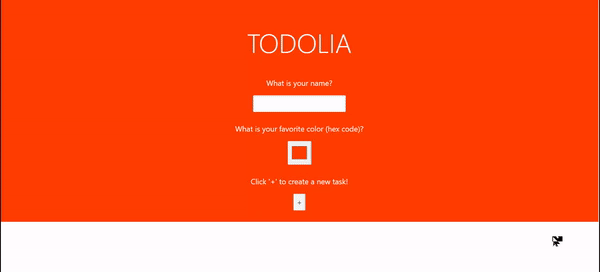 TODOLIA
What is your name?
What is your favorite color (hex code)?
Click '+' to create a new task!
+